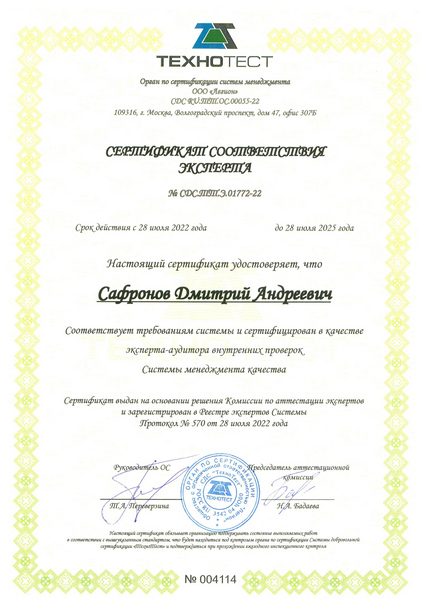 ТЕХНОТЕСТ
Орган по сертификации систем менеджмента
ООО «Легион»
CDC RU.ТТТ.ОС.00055-22
109316, г. Москва, Волгоградский проспект, дом 47, офис 307Б
СЕРТИФИКАТ СООТВЕТСТВИЯ
ЭКСПЕРТА
№ СДС.ТТТ.Э.01772-22
Срок действия с 28 июля 2022 года до 28 июля 2025 года
Настоящий сертификат удостоверяет, что
Сафронов Дмитрий Андреевич
Соответствует требованиям системы и сертифицирован в качестве
эксперта-аудитора внутренних проверок
Системы менеджмента качества
Сертификат выдан на основании решения Комиссии по аттестации экспертов
и зарегистрирован в Реестре экспертов Системы
Протокол № 570 от 28 июля 2022 года
Руководитель ОС
Председатель аттестационной
комиссии
ОРГАН ПО СЕРТИФИКАЦИИ
СДС "ТехноТест"
ТЕХНОТЕСТ
Т.А. Переверзина
Н.А. Бадаева
Настоящий сертификат обязывает организацию поддерживать состояние выполняемых работ
в соответствии с вышеуказанным стандартом, что будет находиться под контролем органа по сертификации Системы добровольной
сертификации «ТехноТест» и подтверждаться при прохождении ежегодного инспекционного контроля
№ 004114